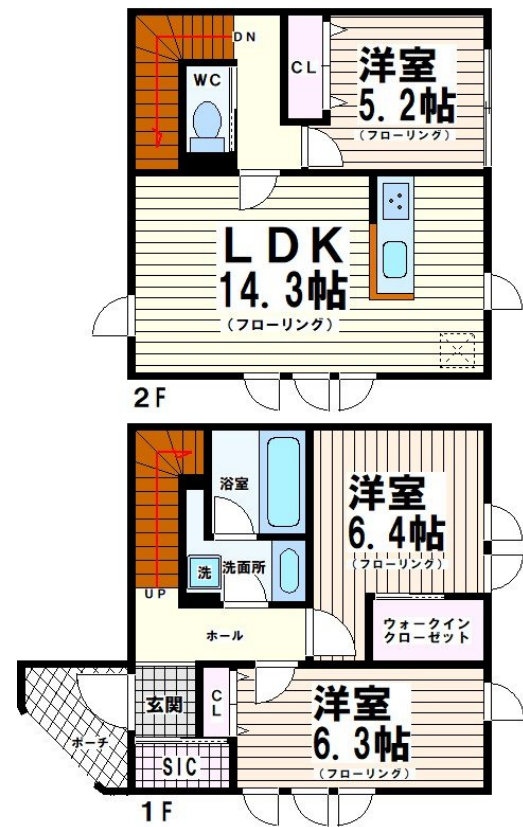 DN
WC
CL
洋室
5.2帖
(フローリング)
LDK
14.3帖
(フローリング)
2F
浴室
洋室
6.4帖
(フローリング)
洗
洗面所
UP
ウォークイン
クローゼット
ホール
玄関
CL
洋室
6.3帖
(フローリング)
ポーチ
SIC
1F